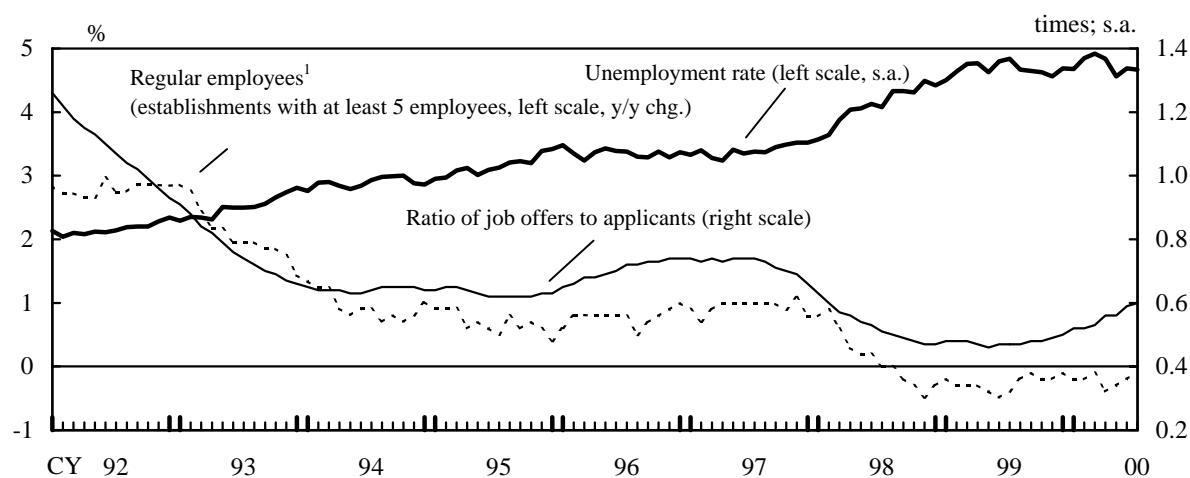 % times; s.a.
5 1.4
Regular employees1 Unemployment rate (left scale, s.a.)
(establishments with at least 5 employees, left scale, y/y chg.)
4 1.2
3 1.0
Ratio of job offers to applicants (right scale)
2 0.8
1 0.6
0 0.4
-1 0.2
CY 92 93 94 95 96 97 98 99 00